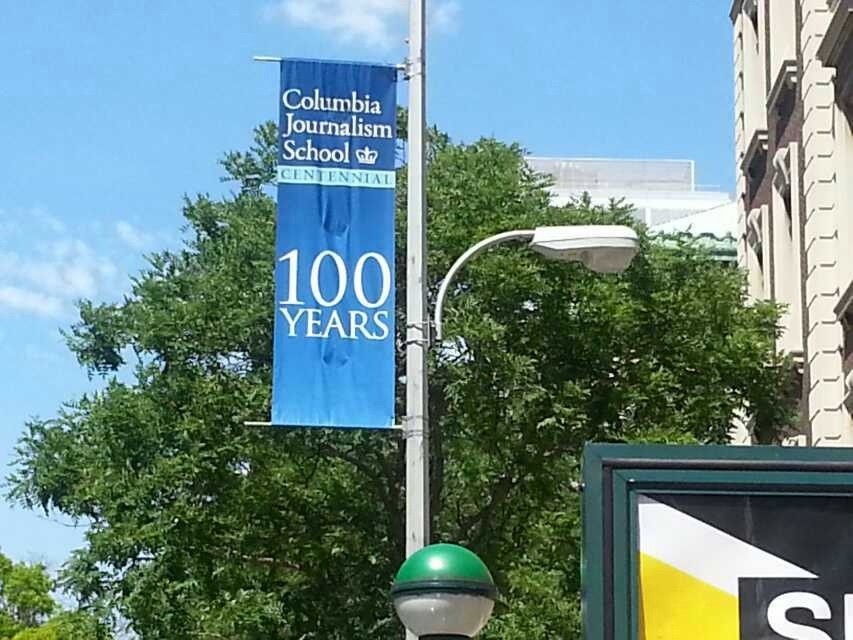 Columbia
Journalism
School
CENTENNIAL
100
YEARS